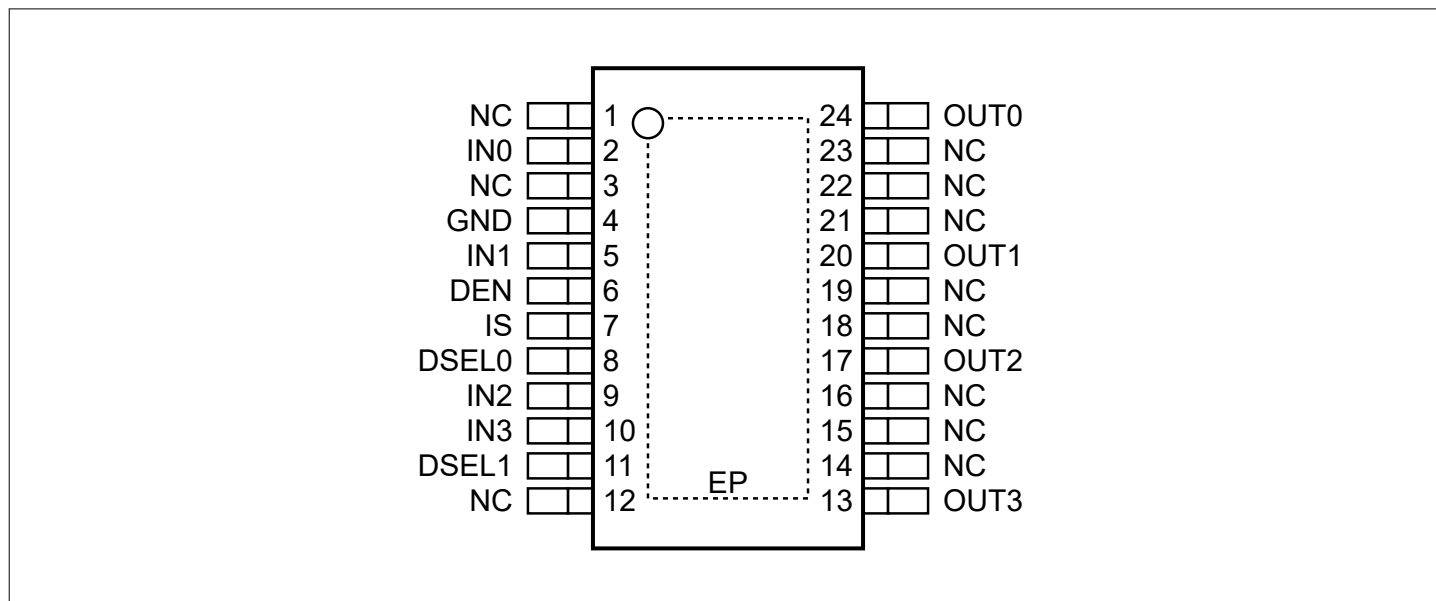 NC 1 24 OUT0
IN0 2 23 NC
NC 3 22 NC
GND 4 21 NC
IN1 5 20 OUT1
DEN 6 19 NC
IS 7 18 NC
DSEL0 8 17 OUT2
IN2 9 16 NC
IN3 10 15 NC
DSEL1 11 14 NC
EP
NC 12 13 OUT3